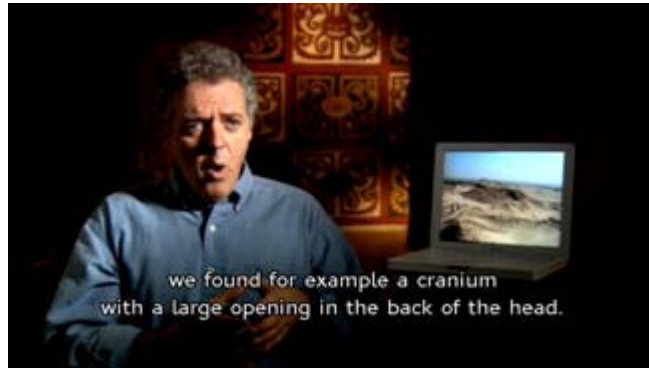 we found for example a cranium
with a large opening in the back of the head.